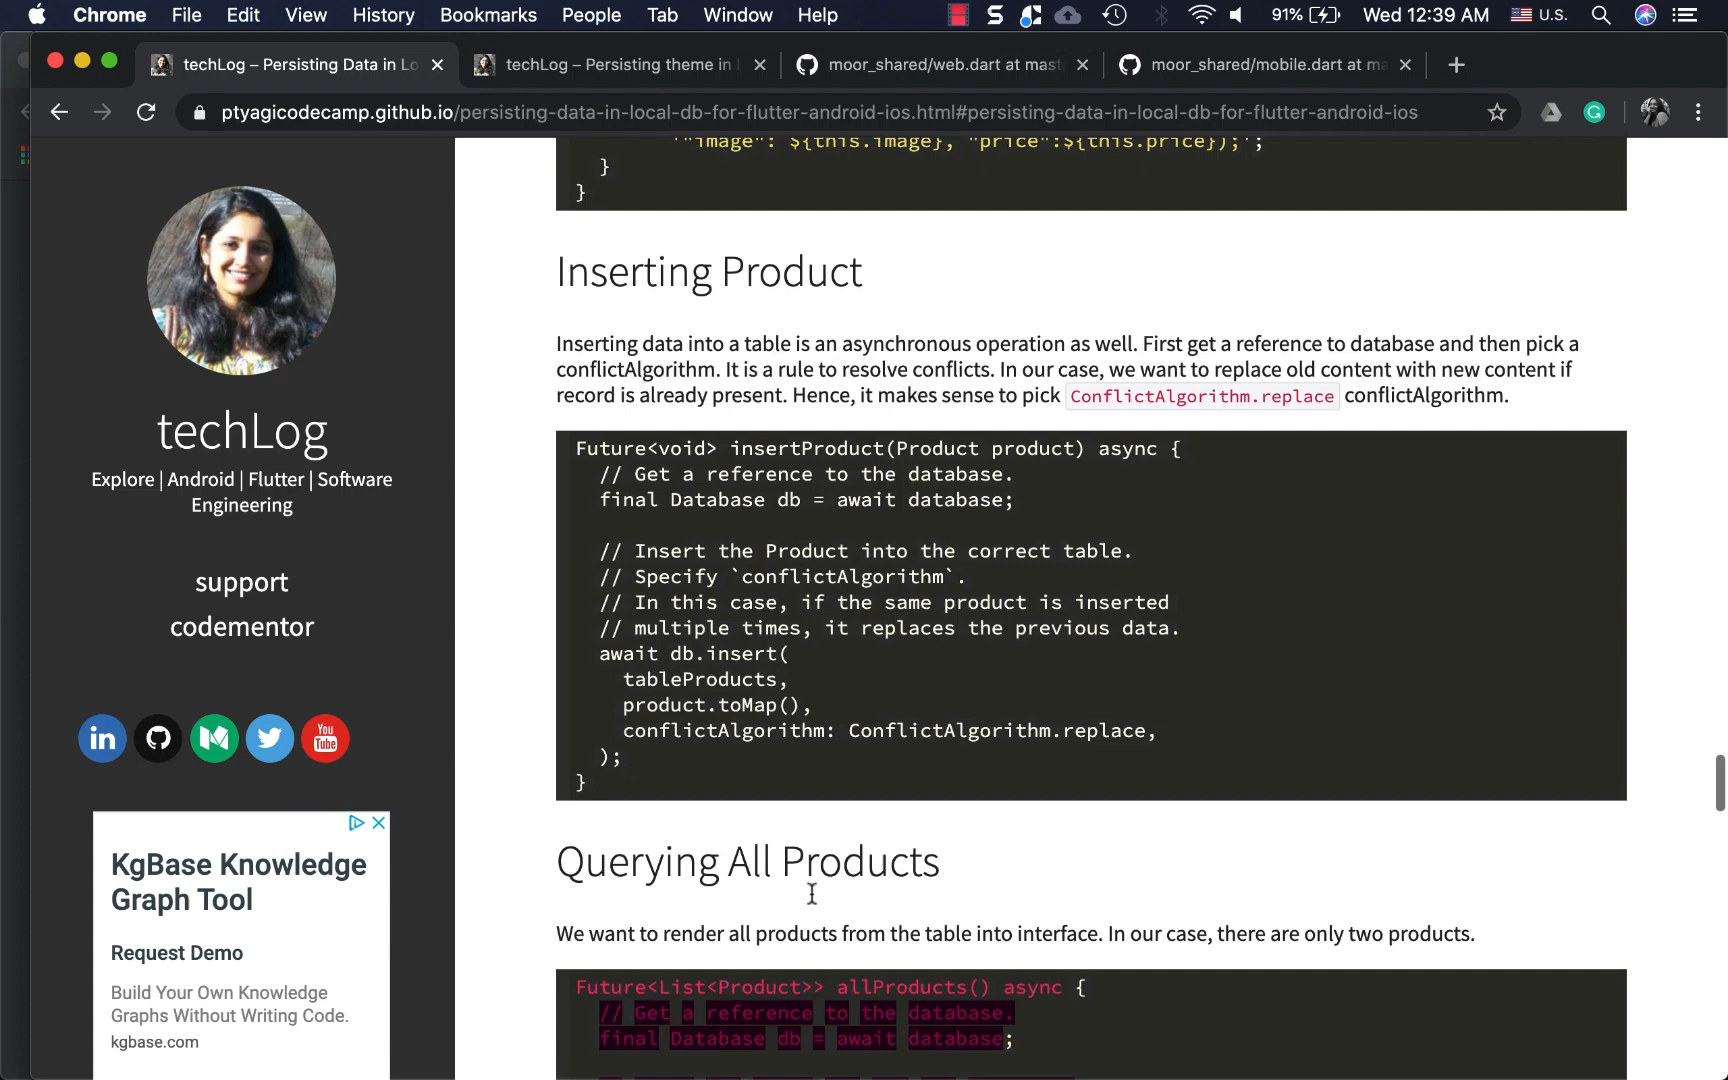 Chrome File Edit View History Bookmarks People Tab Window Help
91% Wed 12:39 AM U.S.
techLog – Persisting Data in Lo
techLog – Persisting theme in L
moor_shared/web.dart at mast
moor_shared/mobile.dart at ma
ptyagicodecamp.github.io/persisting-data-in-local-db-for-flutter-android-ios.html#persisting-data-in-local-db-for-flutter-android-ios
techLog
Explore | Android | Flutter | Software
Engineering
support
codementor
in
You
Tube
KgBase Knowledge
Graph Tool
Request Demo
Build Your Own Knowledge
Graphs Without Writing Code.
kgbase.com
'"image": ${this.image}, "price":${this.price});';
}
}
Inserting Product
Inserting data into a table is an asynchronous operation as well. First get a reference to database and then pick a
conflictAlgorithm. It is a rule to resolve conflicts. In our case, we want to replace old content with new content if
record is already present. Hence, it makes sense to pick ConflictAlgorithm.replace conflictAlgorithm.
Future<void> insertProduct(Product product) async {
// Get a reference to the database.
final Database db = await database;
// Insert the Product into the correct table.
// Specify `conflictAlgorithm`.
// In this case, if the same product is inserted
// multiple times, it replaces the previous data.
await db.insert(
tableProducts,
product.toMap(),
conflictAlgorithm: ConflictAlgorithm.replace,
);
}
Querying All Products
We want to render all products from the table into interface. In our case, there are only two products.
Future<List<Product>> allProducts() async {
// Get a reference to the database.
final Database db = await database;